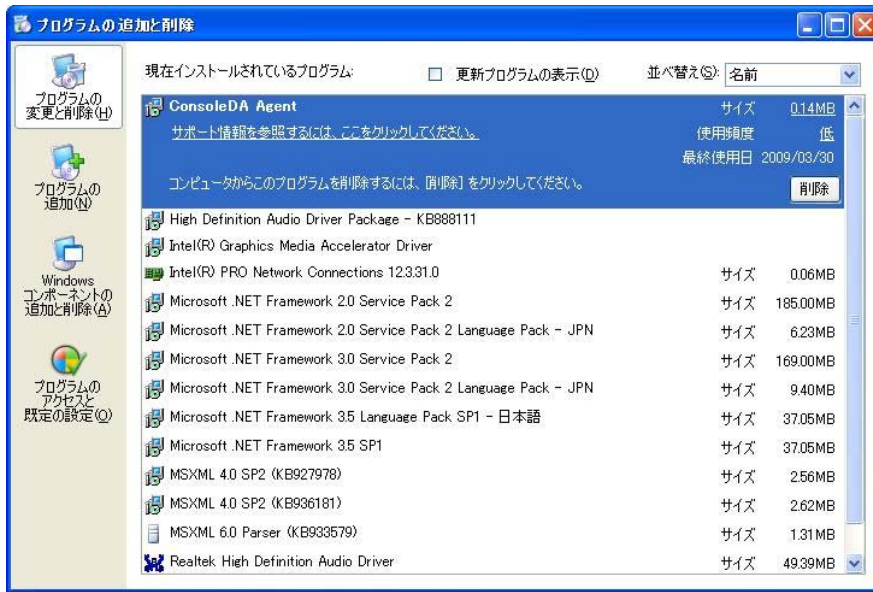 プログラムの追加と削除
プログラムの
変更と削除(H)
プログラムの
追加(N)
Windows
コンポーネントの
追加と削除(A)
プログラムの
アクセスと
既定の設定(O)
現在インストールされているプログラム: 更新プログラムの表示(D) 並べ替え(S): 名前
ConsoleDA Agent サイズ 0.14MB
サポート情報を参照するには、ここをクリックしてください。 使用頻度 低
最終使用日 2009/03/30
コンピュータからこのプログラムを削除するには、[削除] をクリックしてください。 削除
High Definition Audio Driver Package - KB888111
Intel(R) Graphics Media Accelerator Driver
Intel(R) PRO Network Connections 12.3.31.0 サイズ 0.06MB
Microsoft .NET Framework 2.0 Service Pack 2 サイズ 185.00MB
Microsoft .NET Framework 2.0 Service Pack 2 Language Pack - JPN サイズ 6.23MB
Microsoft .NET Framework 3.0 Service Pack 2 サイズ 169.00MB
Microsoft .NET Framework 3.0 Service Pack 2 Language Pack - JPN サイズ 9.40MB
Microsoft .NET Framework 3.5 Language Pack SP1 - 日本語 サイズ 37.05MB
Microsoft .NET Framework 3.5 SP1 サイズ 37.05MB
MSXML 4.0 SP2 (KB927978) サイズ 2.56MB
MSXML 4.0 SP2 (KB936181) サイズ 2.62MB
MSXML 6.0 Parser (KB933579) サイズ 1.31MB
Realtek High Definition Audio Driver サイズ 49.39MB